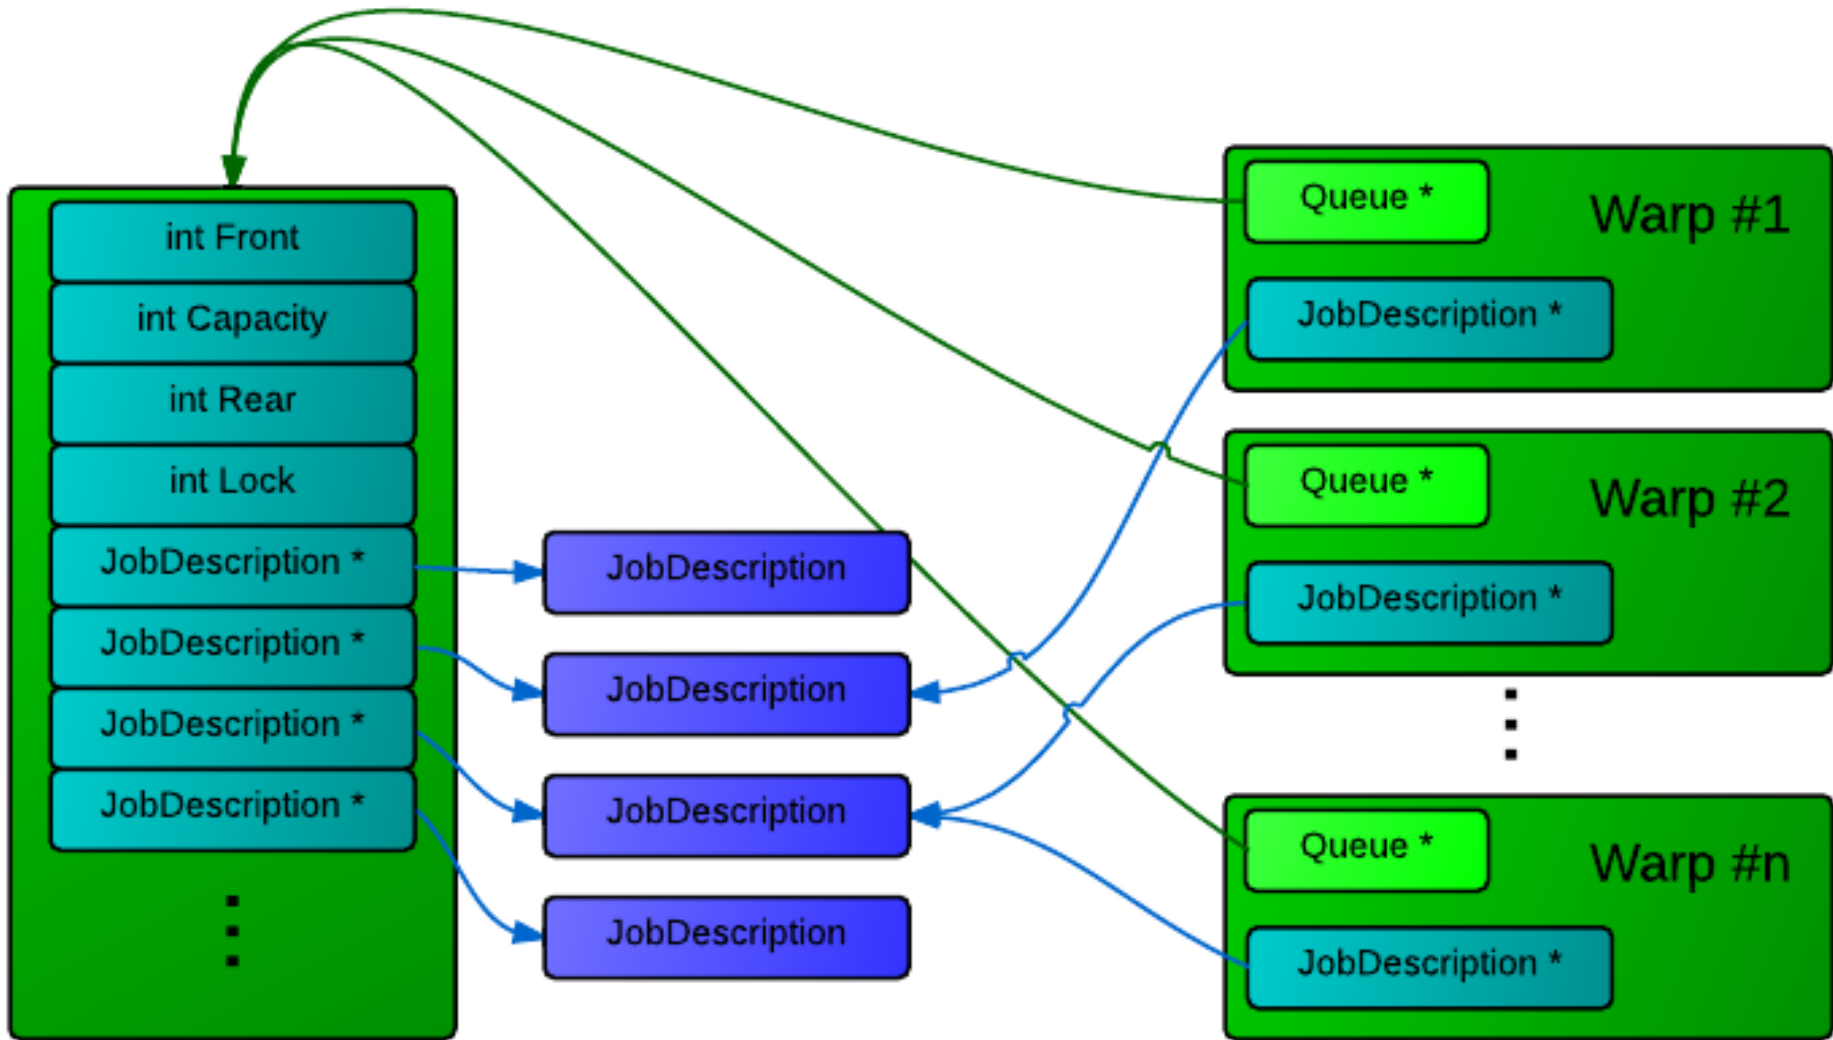 int Front
int Capacity
int Rear
int Lock
JobDescription *
JobDescription *
JobDescription *
JobDescription *
JobDescription
JobDescription
JobDescription
JobDescription
Queue *
Warp #1
JobDescription *
Queue *
Warp #2
JobDescription *
Queue *
Warp #n
JobDescription *